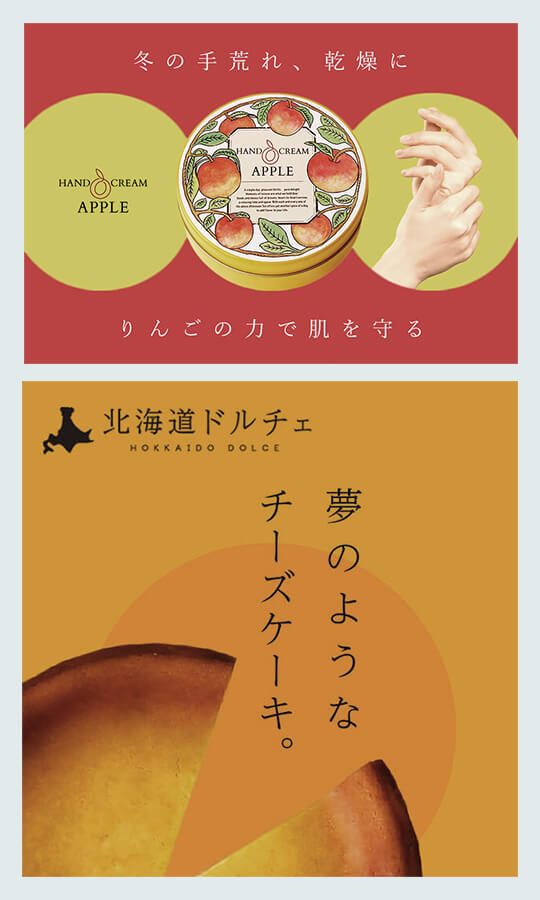 冬の手荒れ、乾燥に
HAND CREAM
APPLE
HAND CREAM
APPLE
りんごの力で肌を守る
北海道ドルチェ
HOKKAIDO DOLCE
夢のような
チーズケーキ。